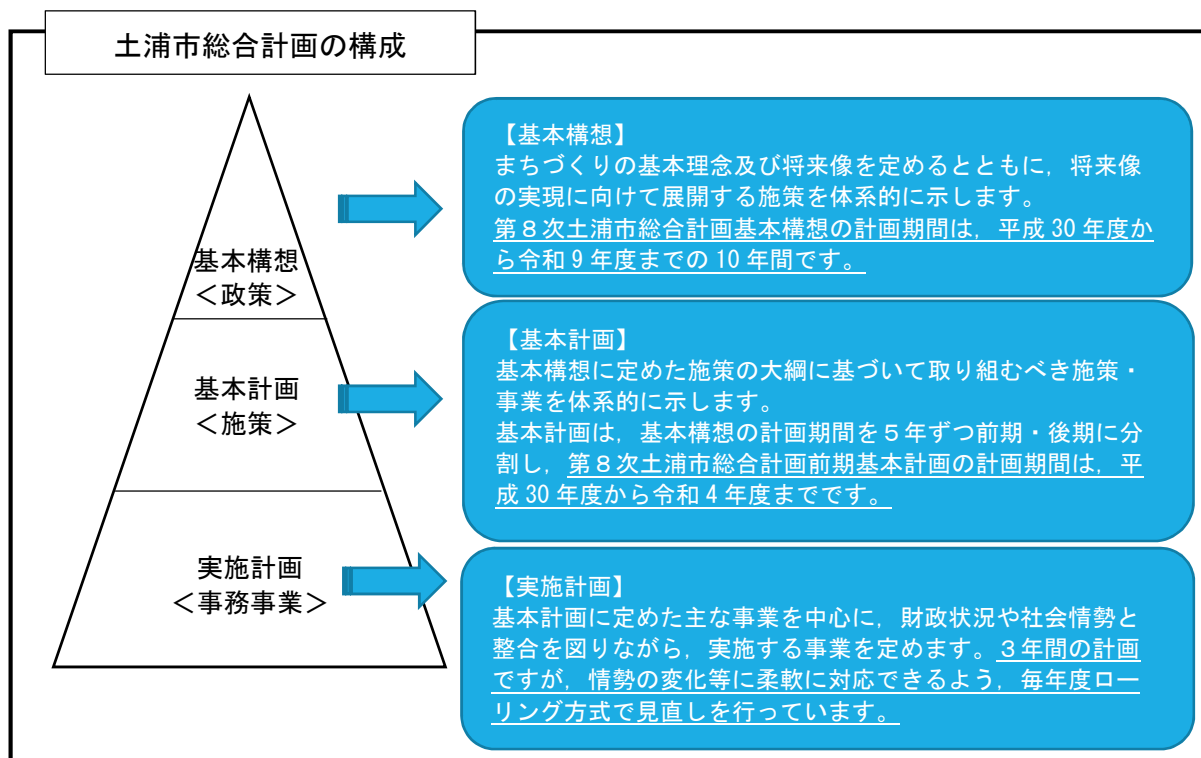 土浦市総合計画の構成
基本構想
＜政策＞
【基本構想】
まちづくりの基本理念及び将来像を定めるとともに，将来像
の実現に向けて展開する施策を体系的に示します。
第８次土浦市総合計画基本構想の計画期間は，平成 30 年度か
ら令和 9 年度までの 10 年間です。
基本計画
＜施策＞
【基本計画】
基本構想に定めた施策の大綱に基づいて取り組むべき施策・
事業を体系的に示します。
基本計画は，基本構想の計画期間を５年ずつ前期・後期に分
割し，第８次土浦市総合計画前期基本計画の計画期間は，平
成 30 年度から令和 4 年度までです。
実施計画
＜事務事業＞
【実施計画】
基本計画に定めた主な事業を中心に，財政状況や社会情勢と
整合を図りながら，実施する事業を定めます。３年間の計画
ですが，情勢の変化等に柔軟に対応できるよう，毎年度ロー
リング方式で見直しを行っています。